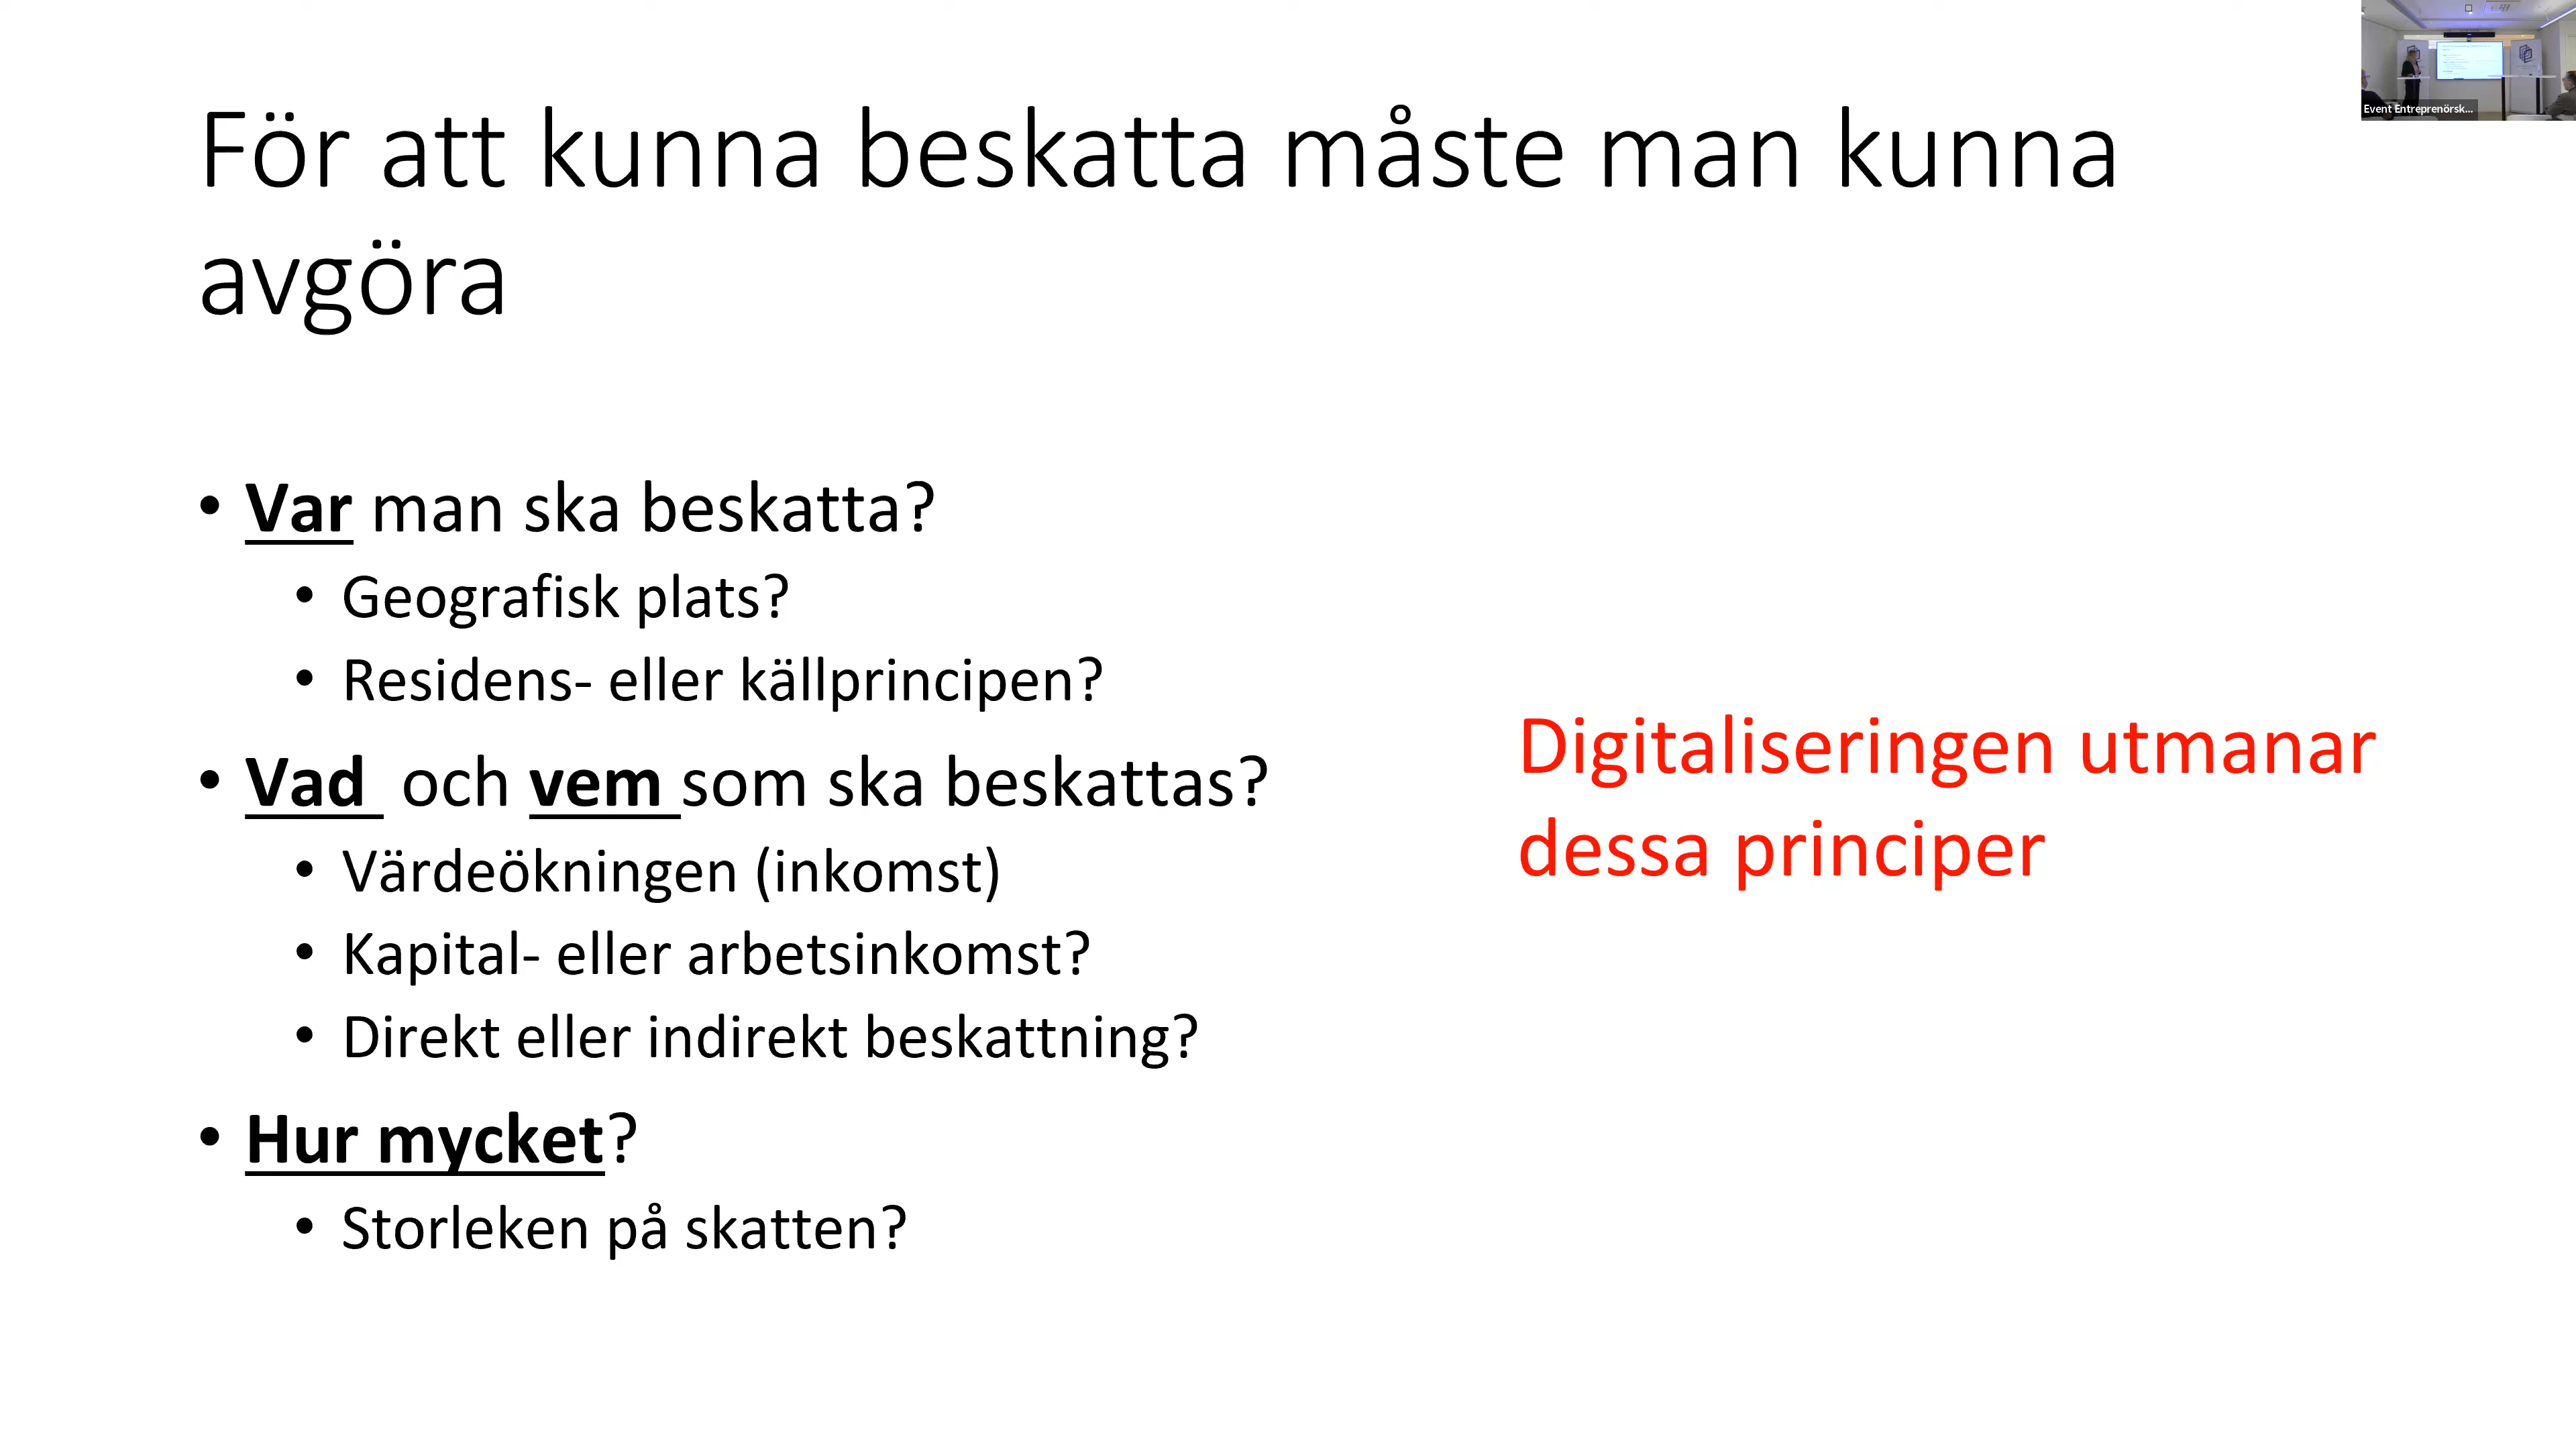 För att kunna beskatta måste man kunna
avgöra
• Var man ska beskatta?
• Geografisk plats?
• Residens- eller källprincipen?
• Vad och vem som ska beskattas?
• Värdeökningen (inkomst)
• Kapital- eller arbetsinkomst?
• Direkt eller indirekt beskattning?
• Hur mycket?
• Storleken på skatten?
Digitaliseringen utmanar
dessa principer
Event Entreprenörsk...